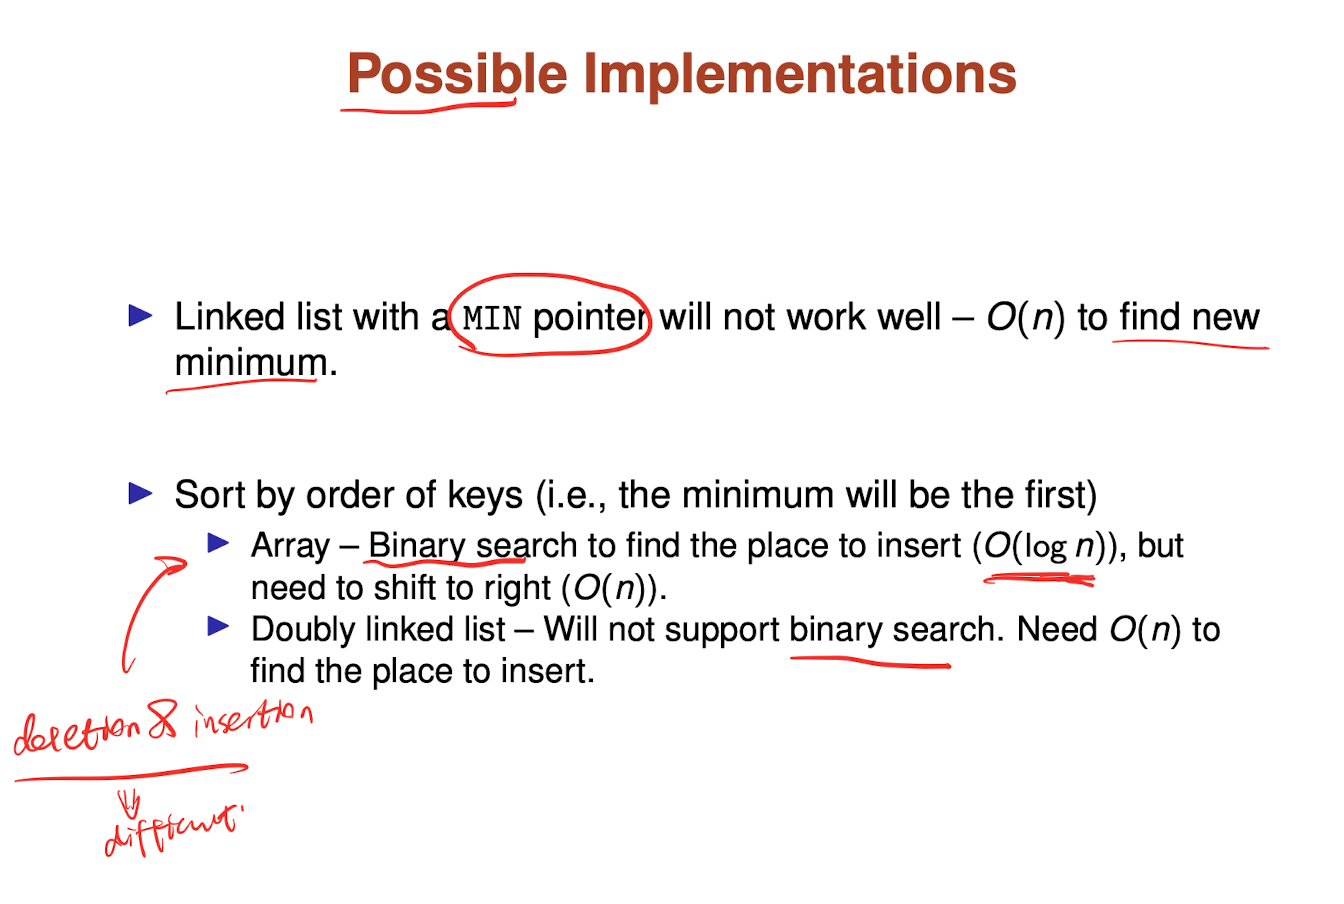 Possible Implementations
▶ Linked list with a MIN pointer will not work well – O(n) to find new
minimum.
▶ Sort by order of keys (i.e., the minimum will be the first)
▶ Array – Binary search to find the place to insert (O(log n)), but
need to shift to right (O(n)).
▶ Doubly linked list – Will not support binary search. Need O(n) to
find the place to insert.
deletion & insertion
different